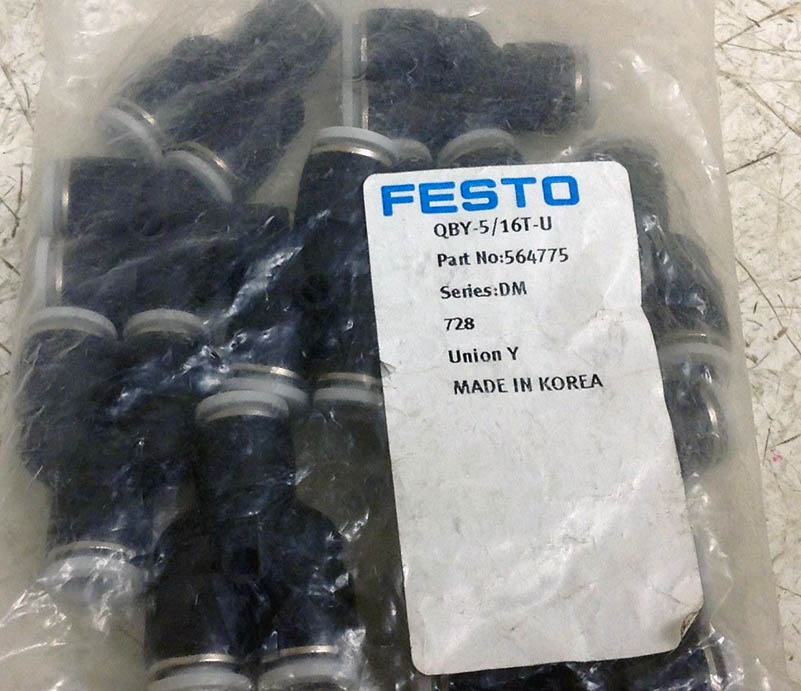 FESTO
QBY-5/16T-U
Part No:564775
Series:DM
728
Union Y
MADE IN KOREA